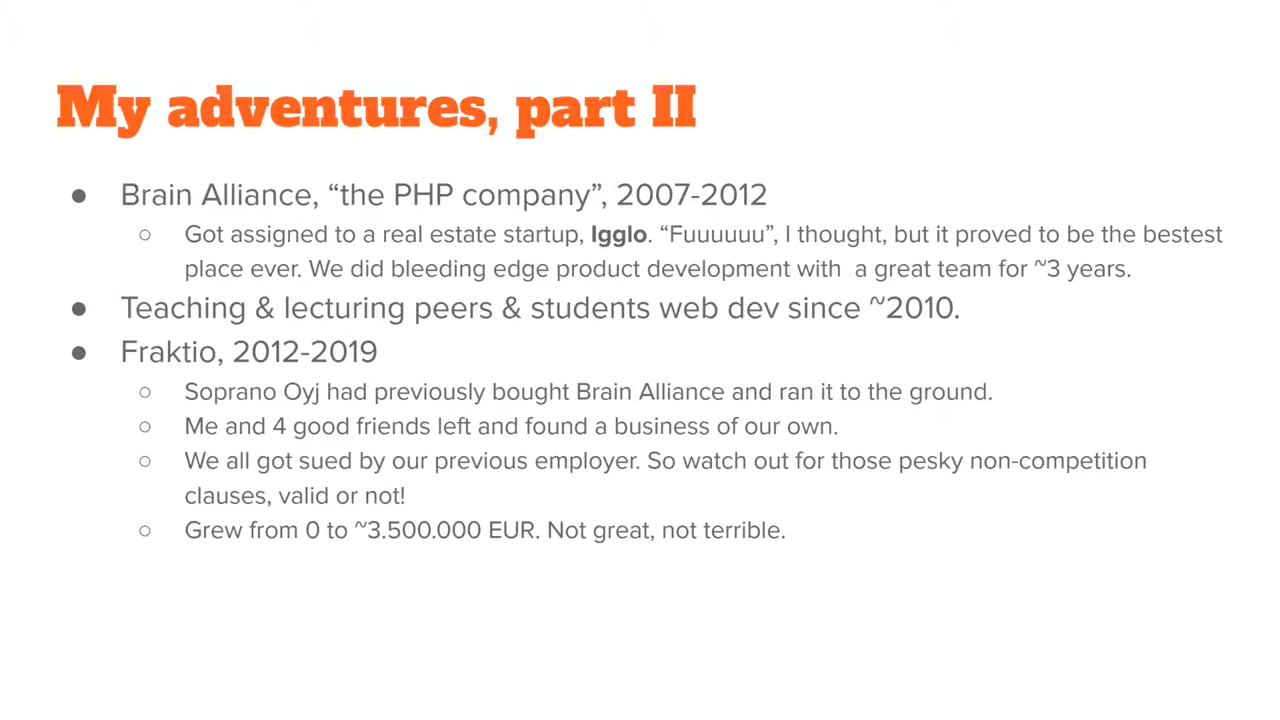 My adventures, part II
● Brain Alliance, “the PHP company”, 2007-2012
○ Got assigned to a real estate startup, Igglo. “Fuuuuuu”, I thought, but it proved to be the bestest
place ever. We did bleeding edge product development with  a great team for ~3 years.
● Teaching & lecturing peers & students web dev since ~2010.
● Fraktio, 2012-2019
○ Soprano Oyj had previously bought Brain Alliance and ran it to the ground.
○ Me and 4 good friends left and found a business of our own.
○ We all got sued by our previous employer. So watch out for those pesky non-competition
clauses, valid or not!
○ Grew from 0 to ~3.500.000 EUR. Not great, not terrible.